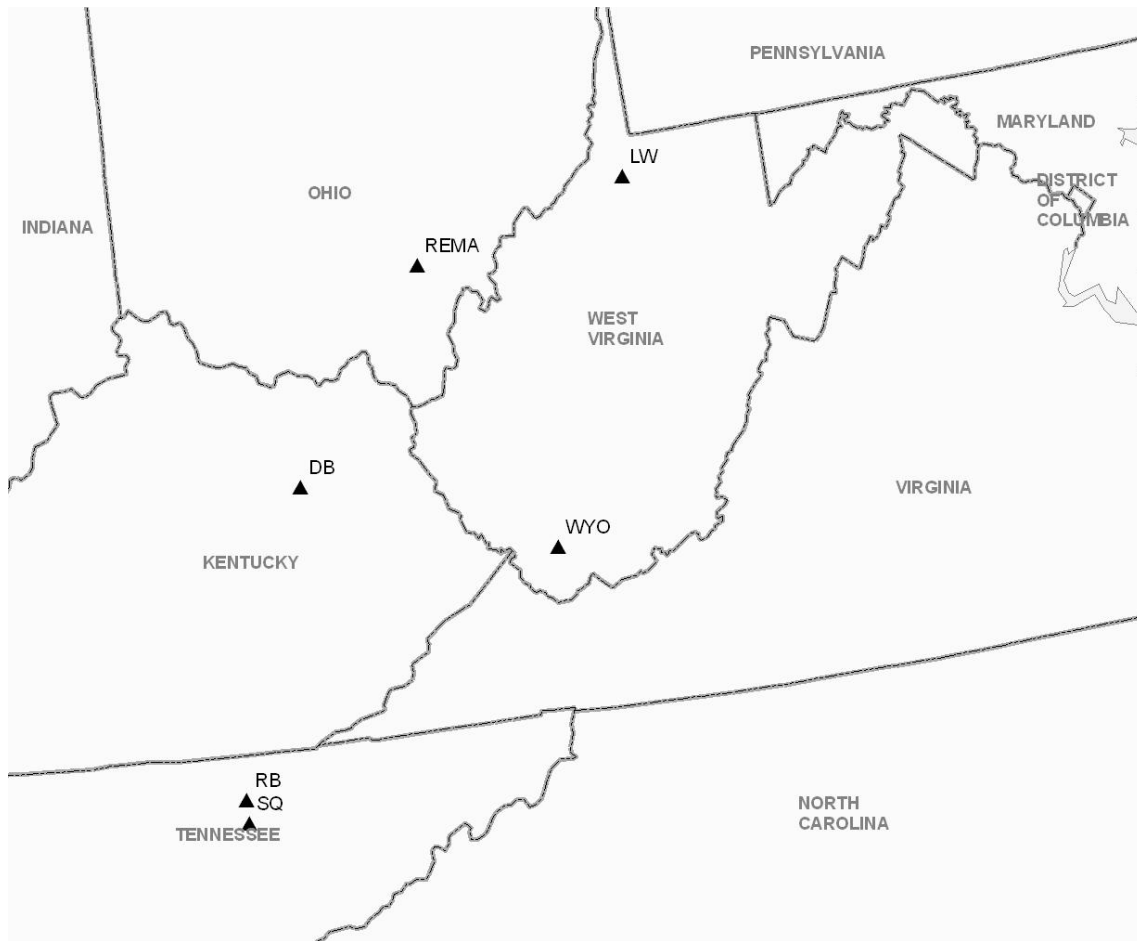 PENNSYLVANIA
MARYLAND
LW
DISTRICT
OF
COLUMBIA
OHIO
INDIANA
REMA
WEST
VIRGINIA
DB
VIRGINIA
WYO
KENTUCKY
RB
SQ
TENNESSEE
NORTH
CAROLINA